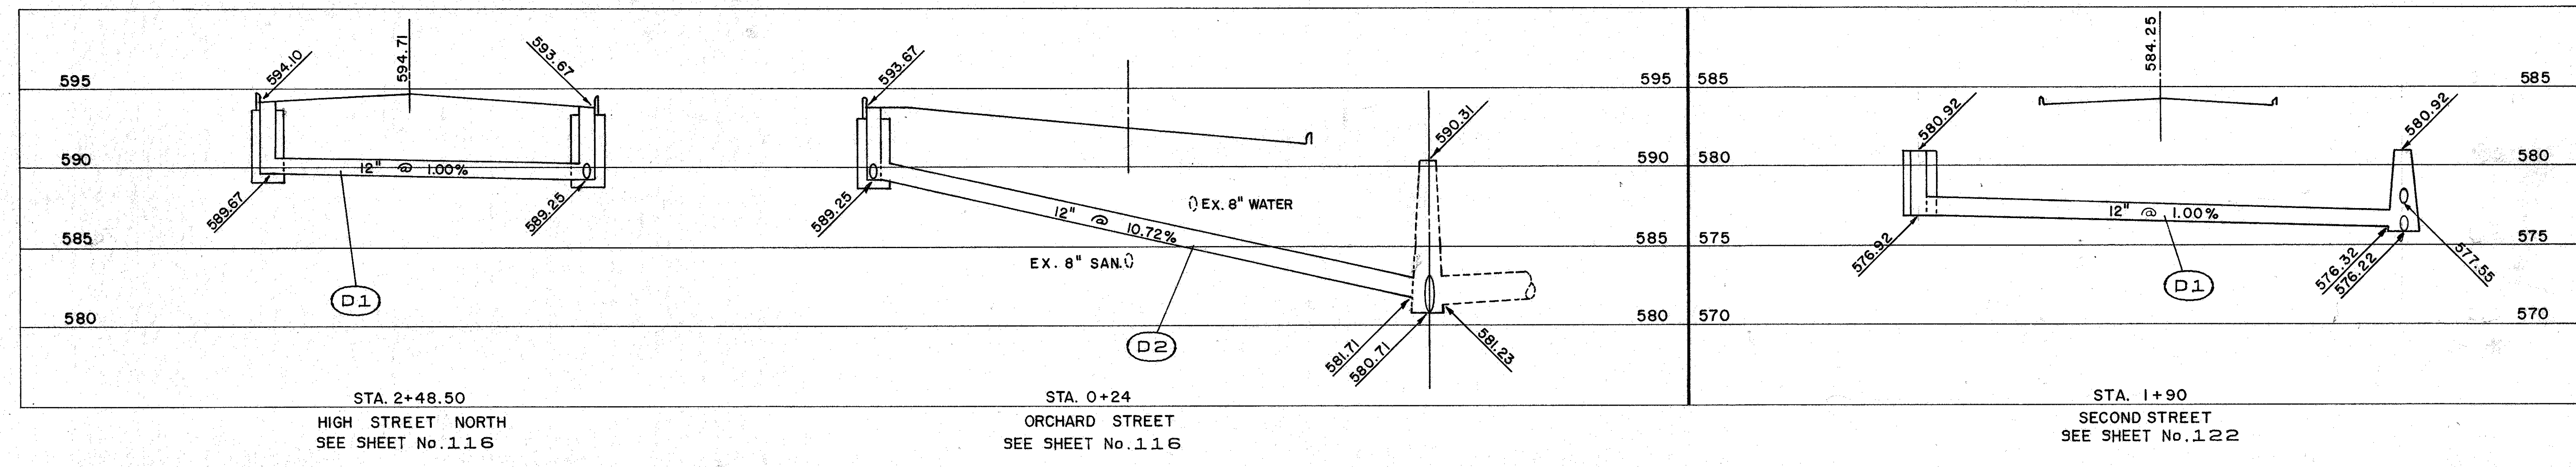 595
590
585
580
594.10
594.71
593.67
12" @ 1.00%
589.67
589.25
D1
STA. 2+48.50
HIGH STREET NORTH
SEE SHEET No.116
593.67
589.25
12" @ 10.72%
EX. 8" WATER
EX. 8" SAN.
D2
590.31
581.71
580.71
581.23
STA. 0+24
ORCHARD STREET
SEE SHEET No.116
595
590
585
580
585
580
575
570
584.25
580.92
580.92
12" @ 1.00%
576.92
576.32
576.22
577.55
D1
STA. 1+90
SECOND STREET
SEE SHEET No.122
585
580
575
570